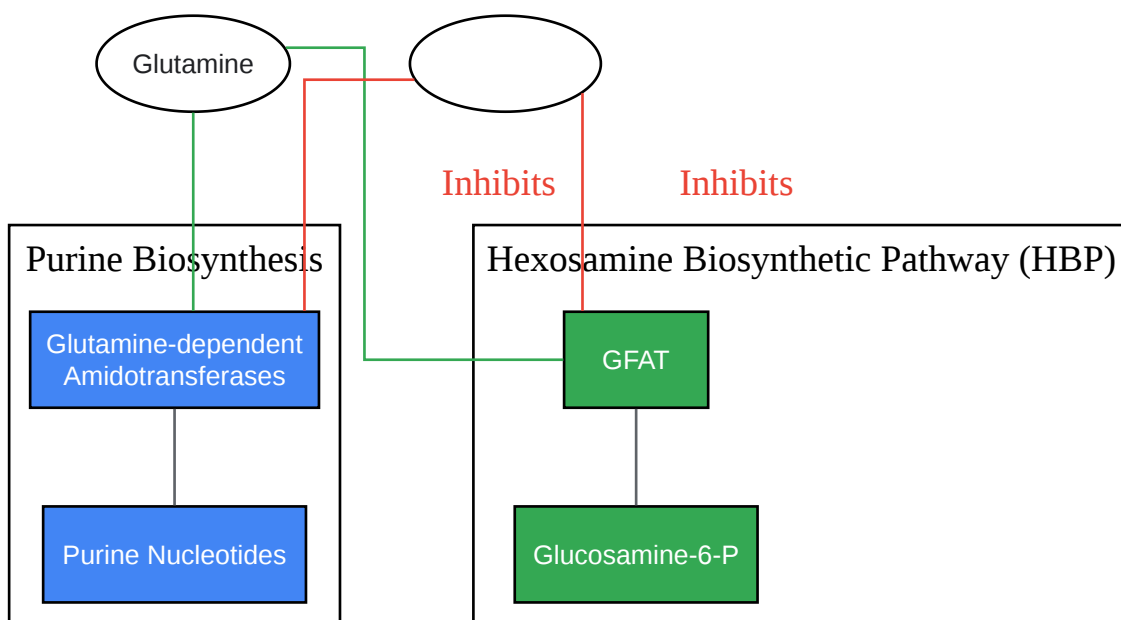 Glutamine
Inhibits
Inhibits
Purine Biosynthesis
Hexosamine Biosynthetic Pathway (HBP)
Glutamine-dependent
Amidotransferases
GFAT
Purine Nucleotides
Glucosamine-6-P